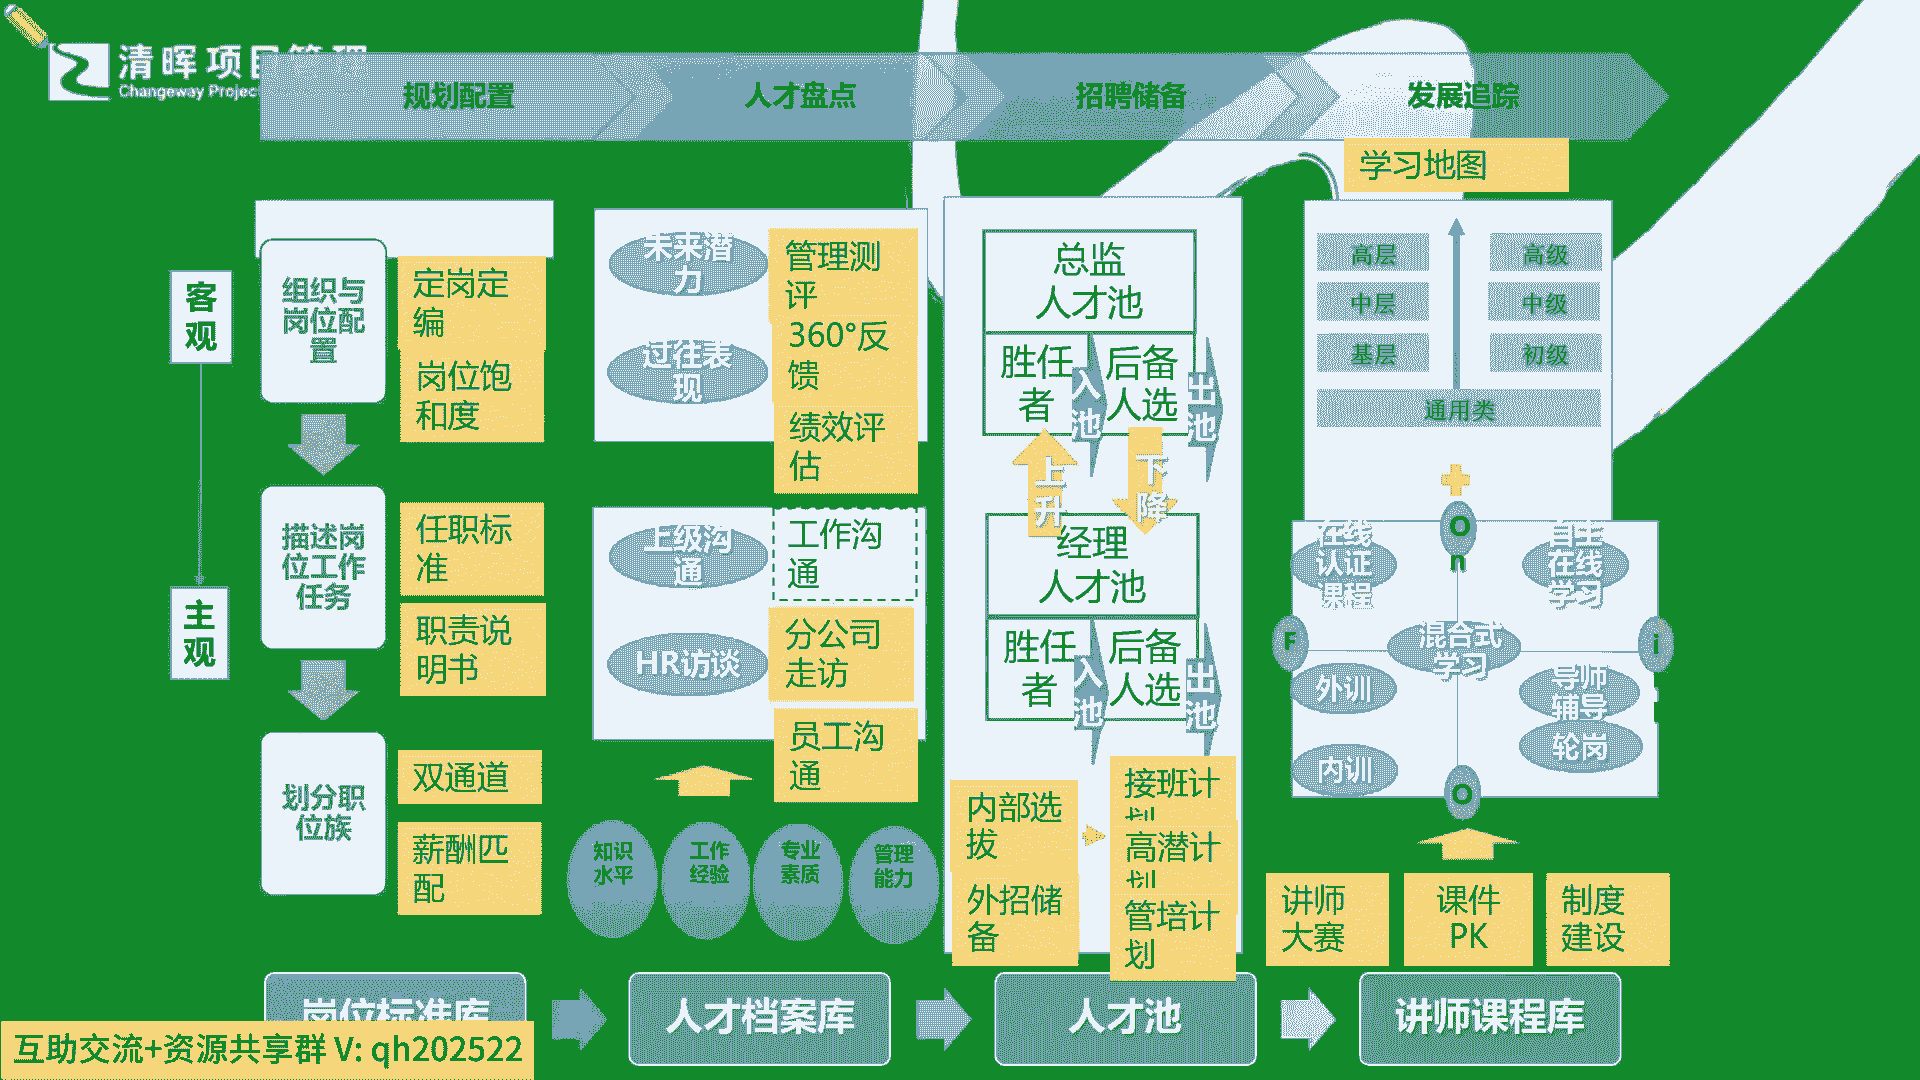 清晖项目管理
Changeway Projec
规划配置
人才盘点
招聘储备
发展追踪
学习地图
客
观
主
观
组织与
岗位配
置
定岗定
编
岗位饱
和度
描述岗
位工作
任务
任职标
准
职责说
明书
划分职
位族
双通道
薪酬匹
配
未来潜
力
过往表
现
管理测
评
360°反
馈
绩效评
估
上级沟
通
HR访谈
工作沟
通
分公司
走访
员工沟
通
知识
水平
工作
经验
专业
素质
管理
能力
总监
人才池
胜任
者
入
池
后备
人选
出
池
上
升
下
降
经理
人才池
胜任
者
入
池
后备
人选
出
池
内部选
拔
外招储
备
接班计
划
高潜计
划
管培计
划
高层
中层
基层
高级
中级
初级
通用类
O
n
在线
认证
课程
自主
在线
学习
F
混合式
学习
i
外训
内训
导师
辅导
轮岗
O
讲师
大赛
课件
PK
制度
建设
岗位标准库
人才档案库
人才池
讲师课程库
互助交流+资源共享群 V: qh202522